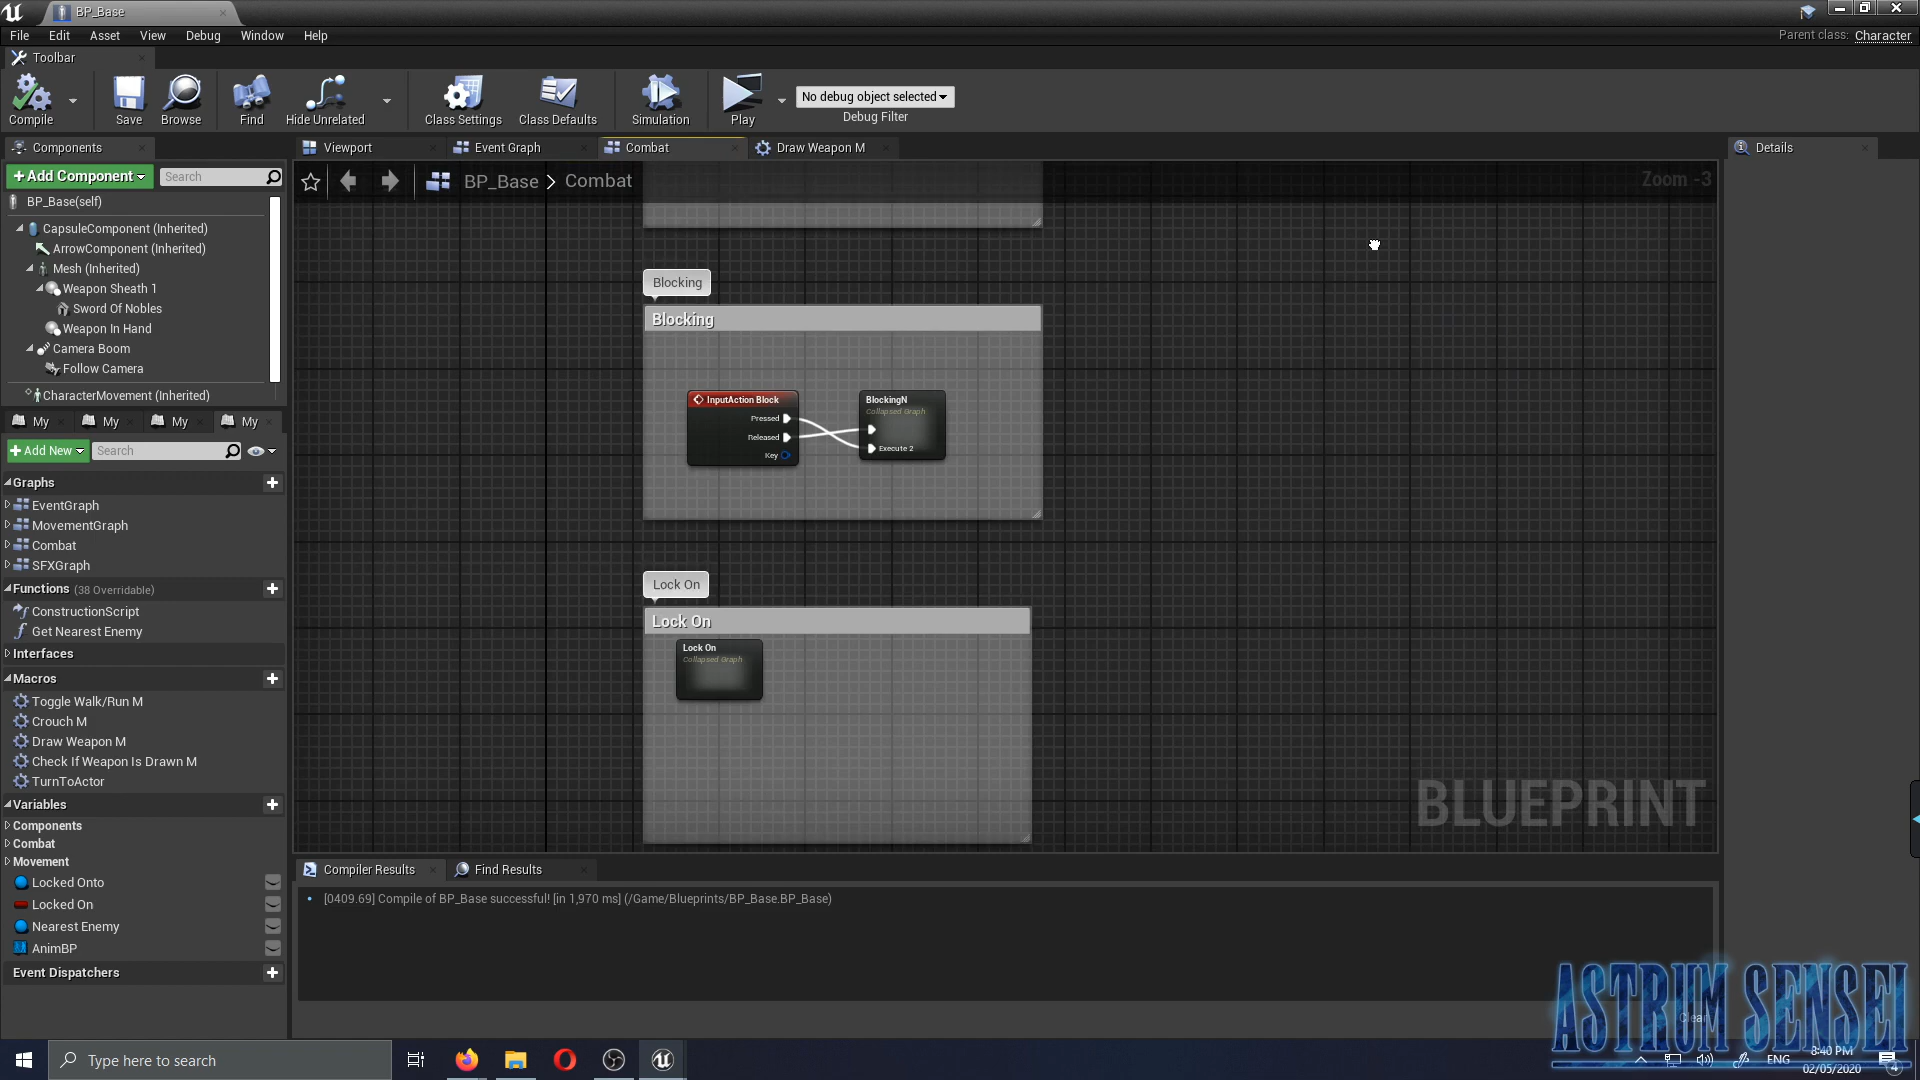 BP_Base
File Edit Asset View Debug Window Help
Parent class: Character
Toolbar
Compile
Save
Browse
Find
Hide Unrelated
Class Settings
Class Defaults
Simulation
Play
No debug object selected
Debug Filter
Components
Viewport
Event Graph
Combat
Draw Weapon M
Details
+Add Component
Search
BP_Base > Combat
Zoom -3
BP_Base(self)
CapsuleComponent (Inherited)
ArrowComponent (Inherited)
Mesh (Inherited)
Weapon Sheath 1
Sword Of Nobles
Weapon In Hand
Camera Boom
Follow Camera
CharacterMovement (Inherited)
My
My
My
My
+Add New
Search
Graphs
EventGraph
MovementGraph
Combat
SFXGraph
Functions (38 Overridable)
ConstructionScript
Get Nearest Enemy
Interfaces
Macros
Toggle Walk/Run M
Crouch M
Draw Weapon M
Check If Weapon Is Drawn M
TurnToActor
Variables
Components
Combat
Movement
Locked Onto
Locked On
Nearest Enemy
AnimBP
Event Dispatchers
Blocking
Blocking
InputAction Block
Pressed
Released
Key
BlockingN
Collapsed Graph
Execute 2
Lock On
Lock On
Lock On
Collapsed Graph
BLUEPRINT
Compiler Results
Find Results
[0409.69] Compile of BP_Base successful! [in 1,970 ms] (/Game/Blueprints/BP_Base.BP_Base)
Clear
ASTRUM SENSEI
Type here to search
ENG
8:40 PM
02/05/2020
4